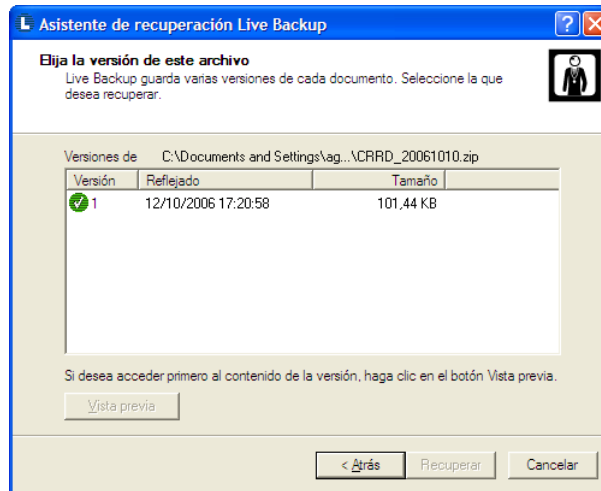 L Asistente de recuperación Live Backup
Elija la versión de este archivo
Live Backup guarda varias versiones de cada documento. Seleccione la que
desea recuperar.
Versiones de C:\Documents and Settings\ag...\CRRD_20061010.zip
Versión Reflejado Tamaño
1 12/10/2006 17:20:58 101,44 KB
Si desea acceder primero al contenido de la versión, haga clic en el botón Vista previa.
Vista previa
< Atrás Recuperar Cancelar